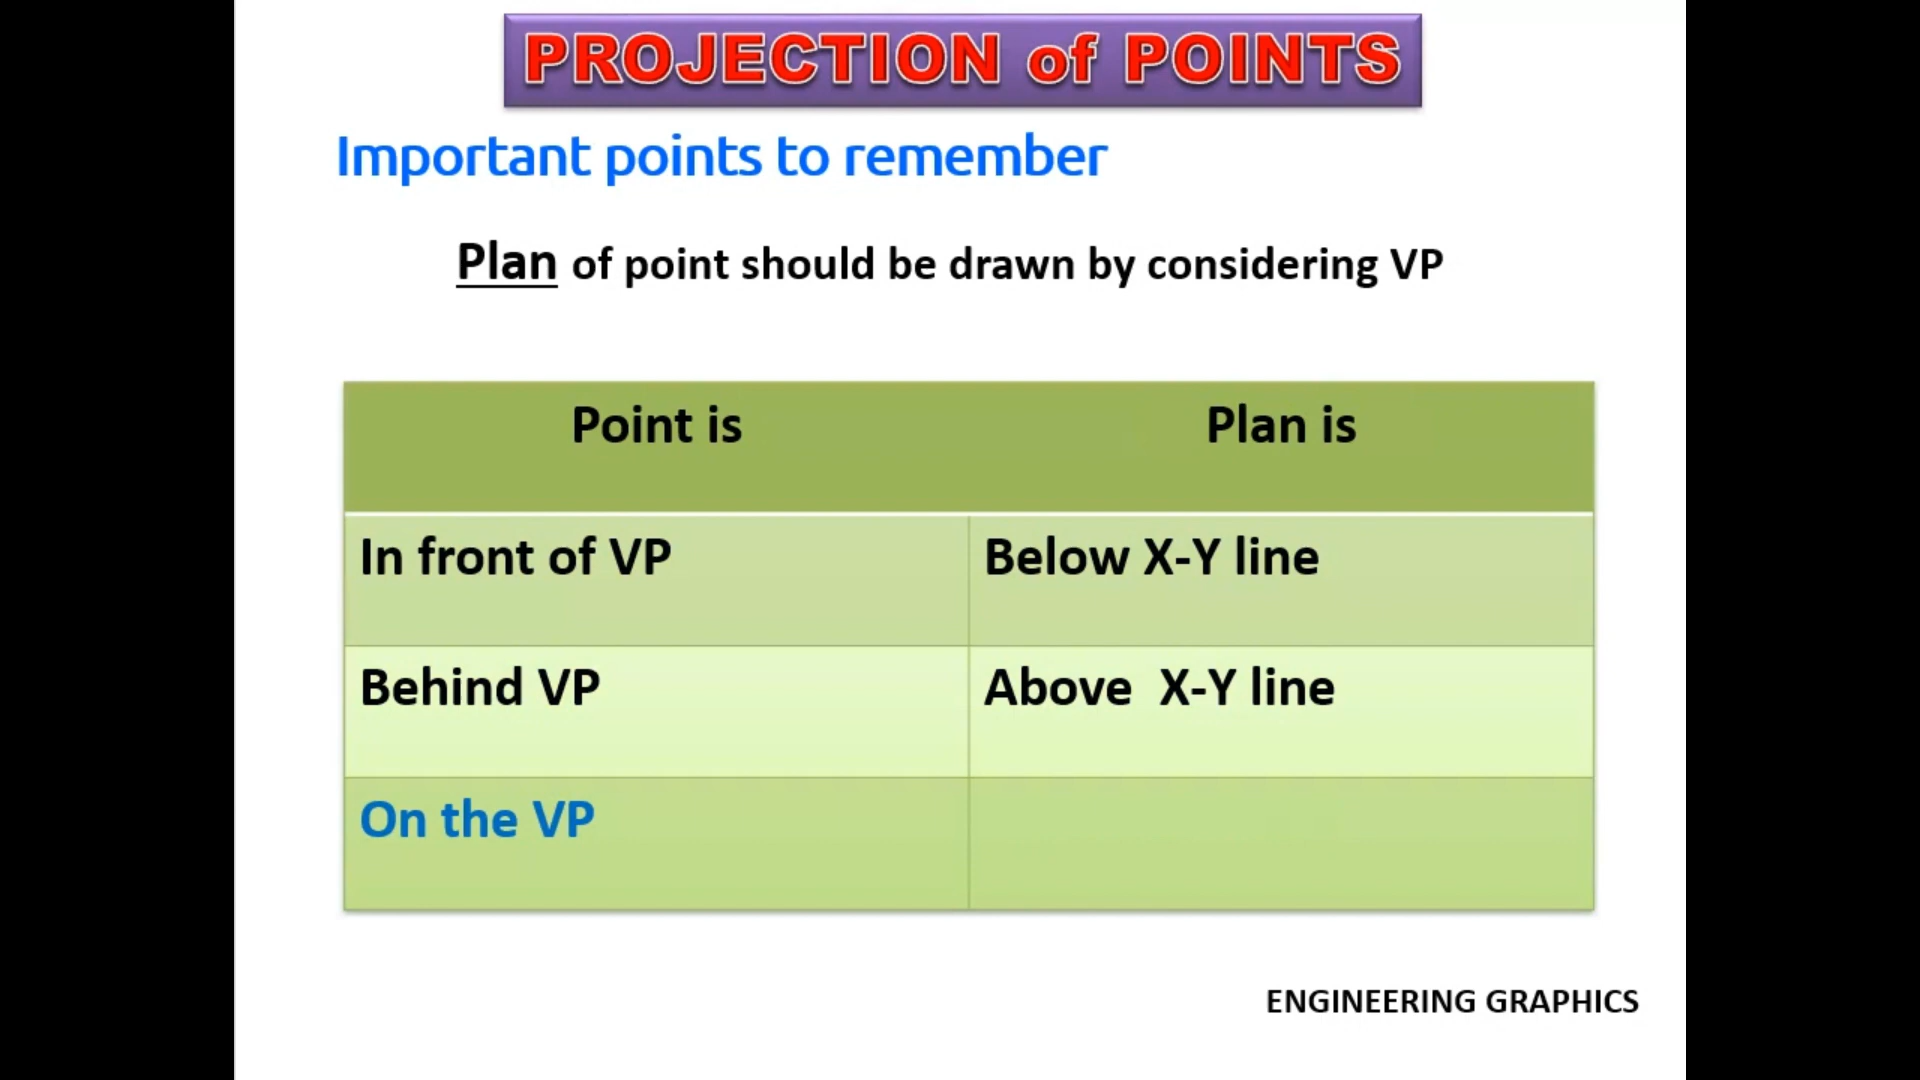 PROJECTION of POINTS
Important points to remember
Plan of point should be drawn by considering VP
Point is Plan is
In front of VP Below X-Y line
Behind VP Above X-Y line
On the VP
ENGINEERING GRAPHICS